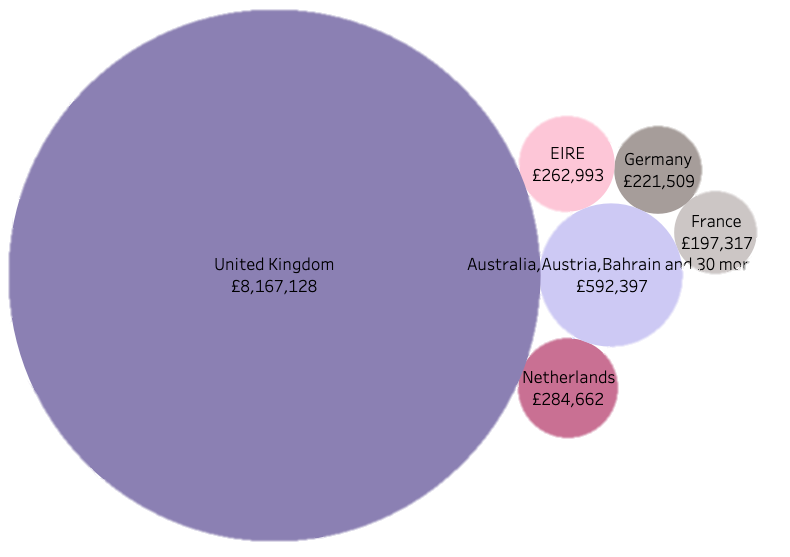 United Kingdom
£8,167,128
EIRE
£262,993
Germany
£221,509
France
£197,317
Australia,Austria,Bahrain and 30 mor
£592,397
Netherlands
£284,662